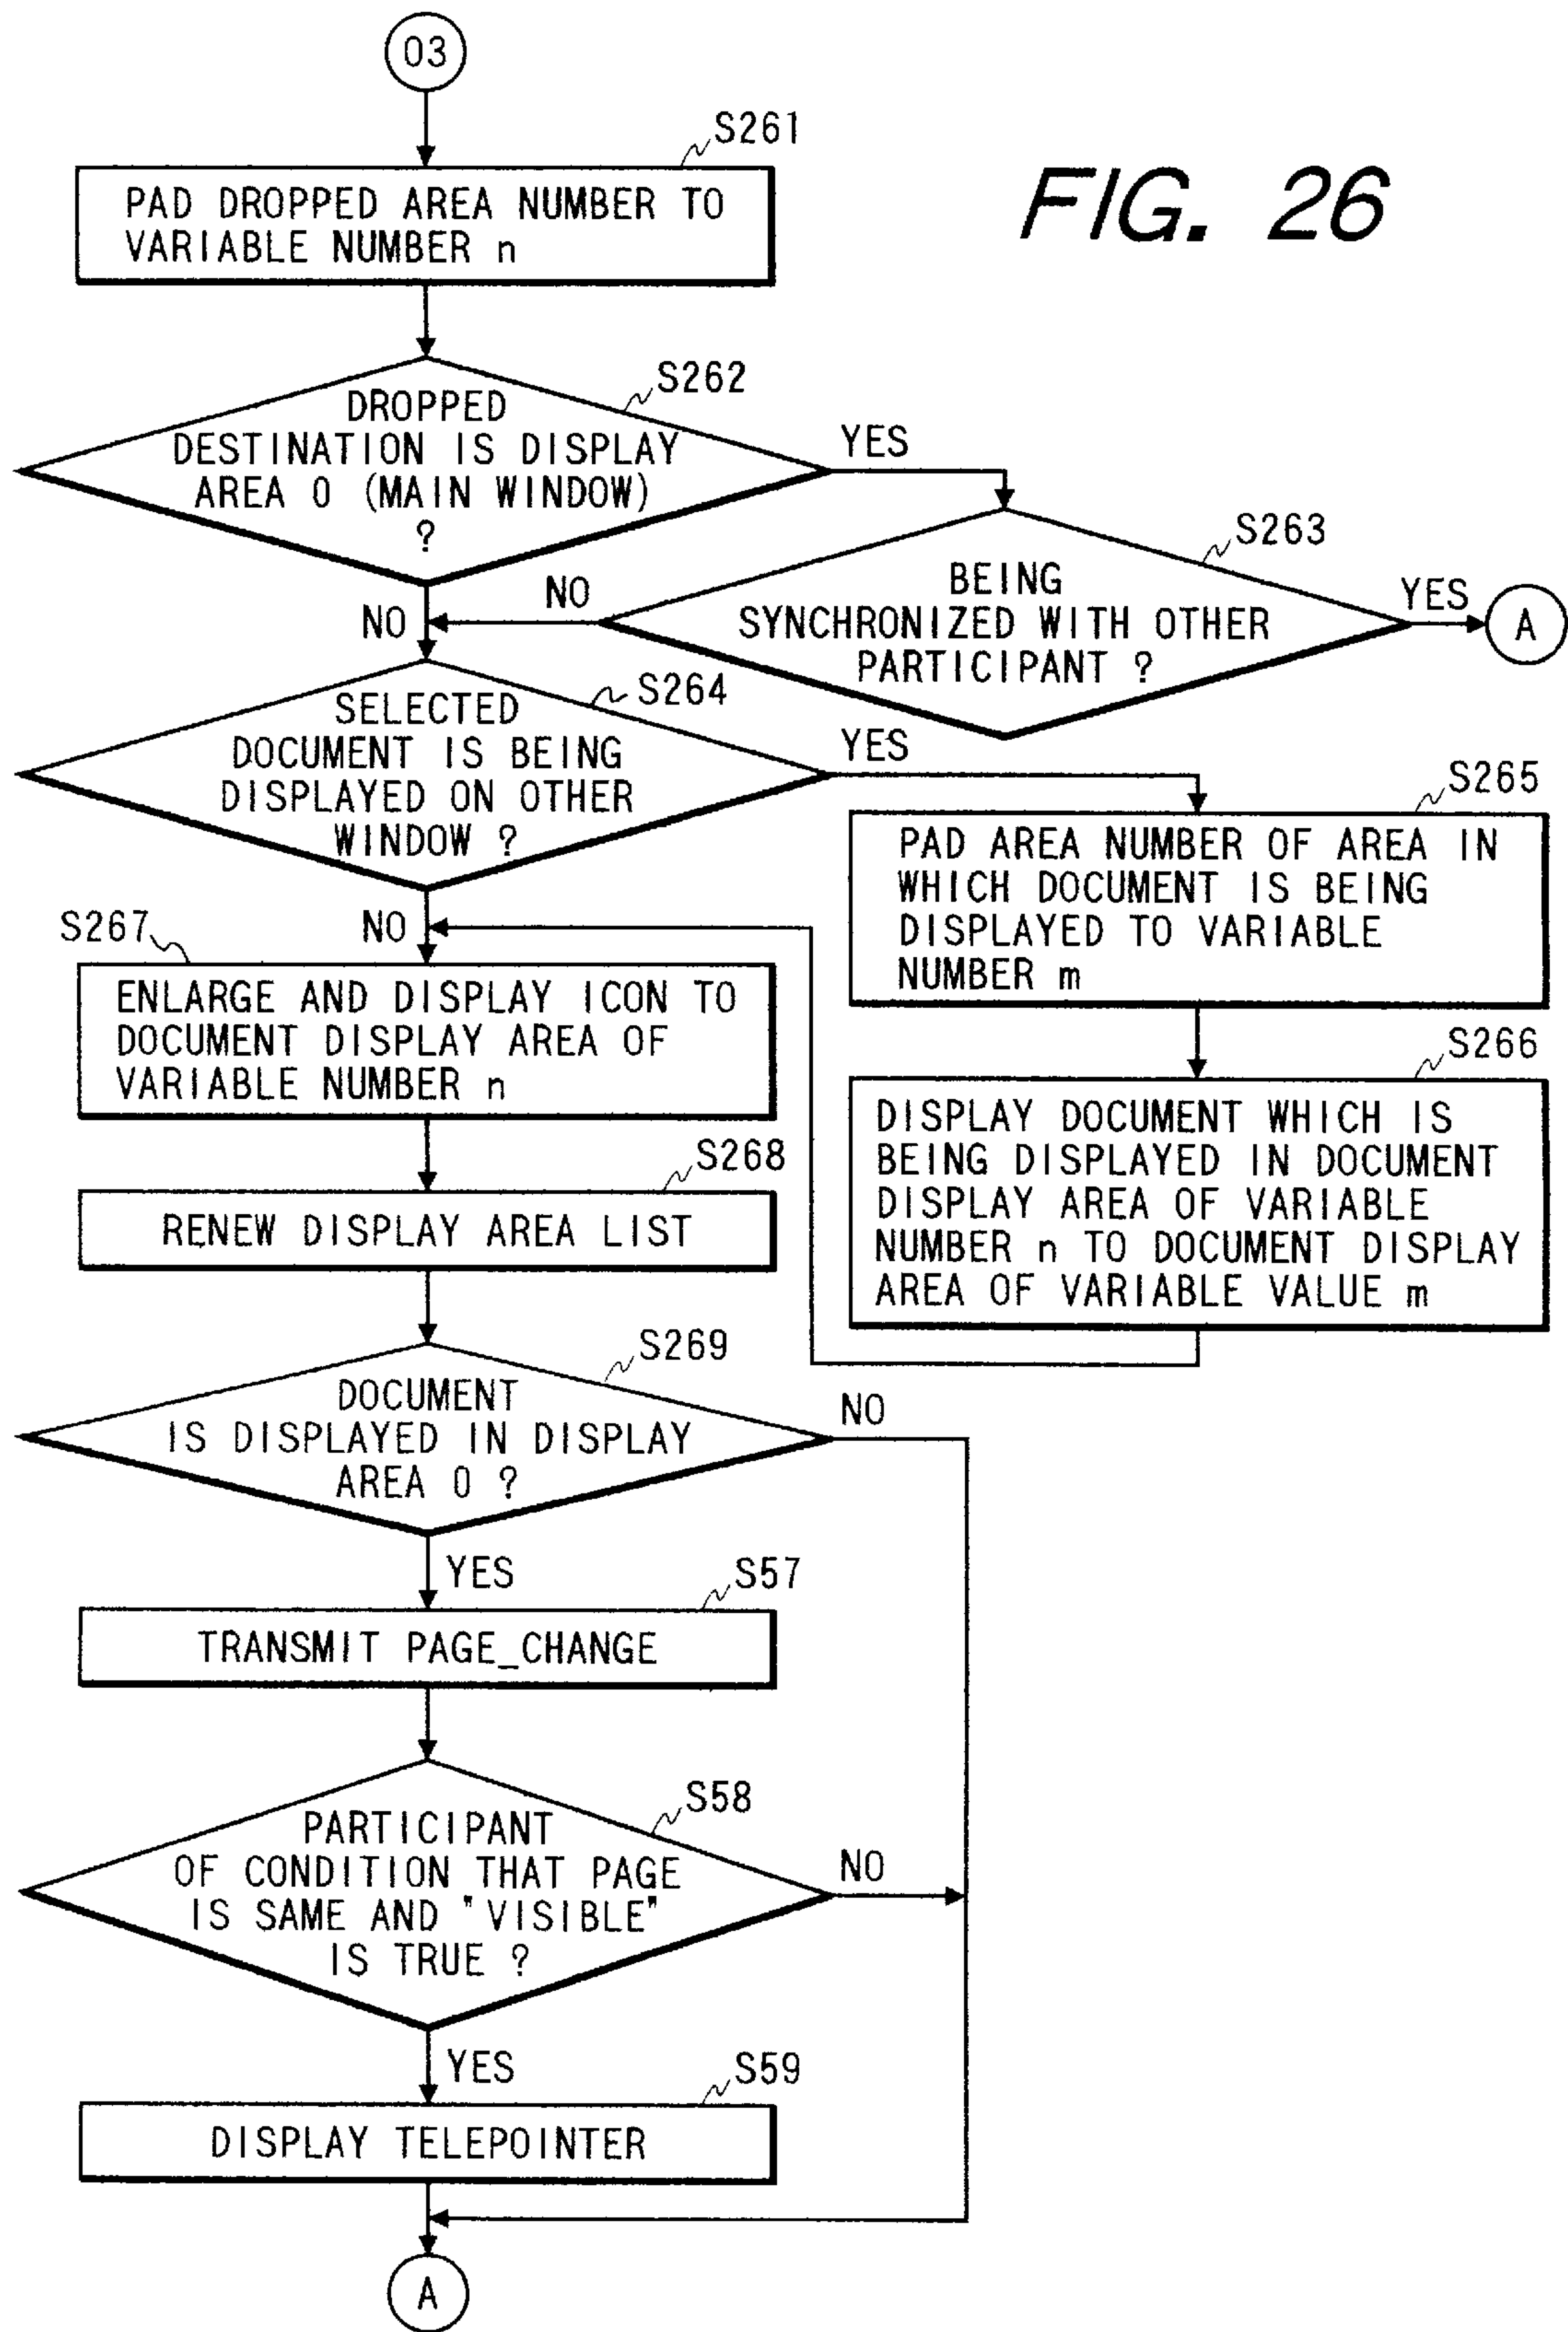 03
S261
PAD DROPPED AREA NUMBER TO
VARIABLE NUMBER n
FIG. 26
S262
DROPPED
DESTINATION IS DISPLAY
AREA 0 (MAIN WINDOW)
?
YES
NO
S263
BEING
SYNCHRONIZED WITH OTHER
PARTICIPANT ?
NO
YES
A
S264
SELECTED
DOCUMENT IS BEING
DISPLAYED ON OTHER
WINDOW ?
YES
NO
S265
PAD AREA NUMBER OF AREA IN
WHICH DOCUMENT IS BEING
DISPLAYED TO VARIABLE
NUMBER m
S266
DISPLAY DOCUMENT WHICH IS
BEING DISPLAYED IN DOCUMENT
DISPLAY AREA OF VARIABLE
NUMBER n TO DOCUMENT DISPLAY
AREA OF VARIABLE VALUE m
S267
ENLARGE AND DISPLAY ICON TO
DOCUMENT DISPLAY AREA OF
VARIABLE NUMBER n
S268
RENEW DISPLAY AREA LIST
S269
DOCUMENT
IS DISPLAYED IN DISPLAY
AREA 0 ?
NO
YES
S57
TRANSMIT PAGE_CHANGE
S58
PARTICIPANT
OF CONDITION THAT PAGE
IS SAME AND "VISIBLE"
IS TRUE ?
NO
YES
S59
DISPLAY TELEPOINTER
A